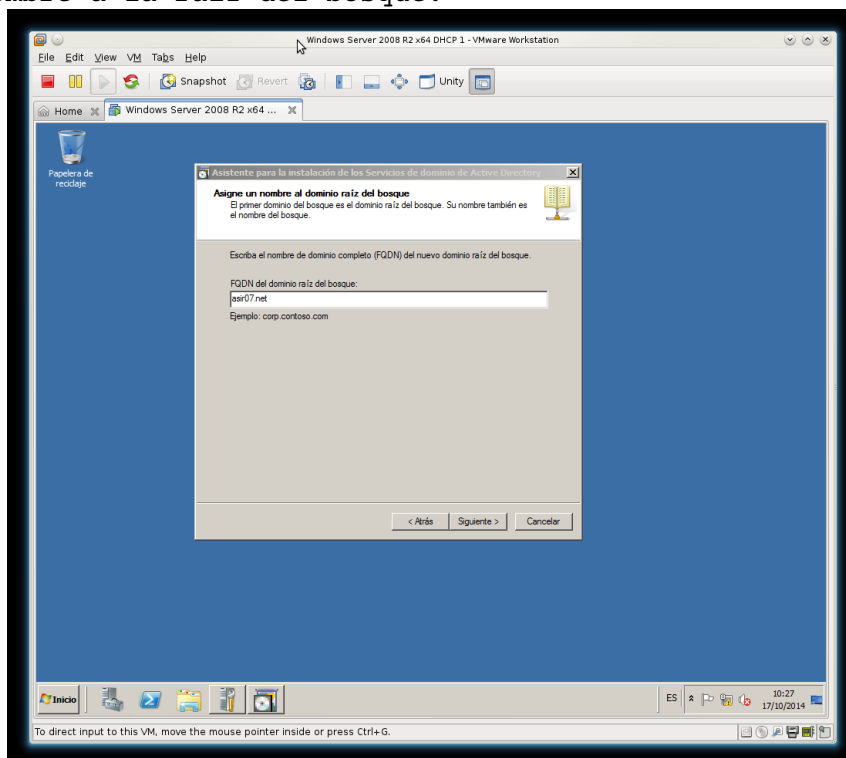 mbre a la raíz del bosque.
Windows Server 2008 R2 x64 DHCP 1 - VMware Workstation
File Edit View VM Tabs Help
Snapshot Revert Unity
Home Windows Server 2008 R2 x64 ...
Papelera de
reciclaje
Asistente para la instalación de los Servicios de dominio de Active Directory
Asigne un nombre al dominio raíz del bosque
El primer dominio del bosque es el dominio raíz del bosque. Su nombre también es
el nombre del bosque.
Escriba el nombre de dominio completo (FQDN) del nuevo dominio raíz del bosque.
FQDN del dominio raíz del bosque:
asir07.net
Ejemplo: corp.contoso.com
< Atrás Siguiente > Cancelar
Inicio ES 10:27
17/10/2014
To direct input to this VM, move the mouse pointer inside or press Ctrl+G.